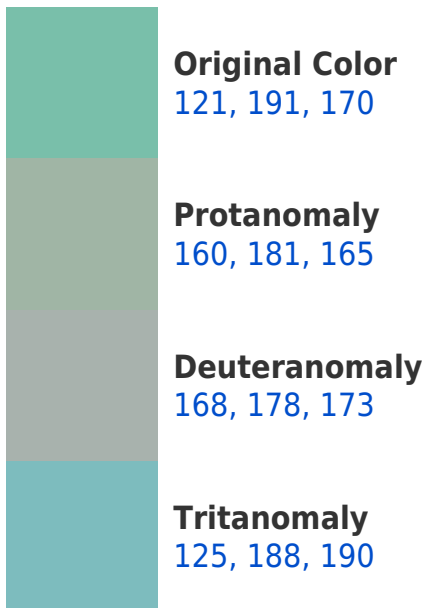 Original Color
121, 191, 170
Protanomaly
160, 181, 165
Deuteranomaly
168, 178, 173
Tritanomaly
125, 188, 190